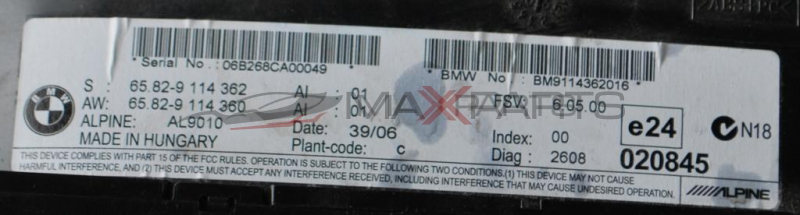 >ABS+PC<
* Serial No : 06B268CA00049 *
* BMW No : BM9114362016 *
BMW
S : 65.82-9 114 362 AI : 01 FSV: 6.05.00
AW: 65.82-9 114 360 AI : 01
ALPINE: AL9010 Date: 39/06 Index: 00 e24 N18
MADE IN HUNGARY Plant-code: C Diag : 2608 020845
MAXXPARTS
THIS DEVICE COMPLIES WITH PART 15 OF THE FCC RULES. OPERATION IS SUBJECT TO THE FOLLOWING TWO CONDITIONS. (1) THIS DEVICE MAY NOT CAUSE
HARMFUL INTERFERENCE, AND (2) THIS DEVICE MUST ACCEPT ANY INTERFERENCE RECEIVED, INCLUDING INTERFERENCE THAT MAY CAUSE UNDESIRED OPERATION.
ALPINE